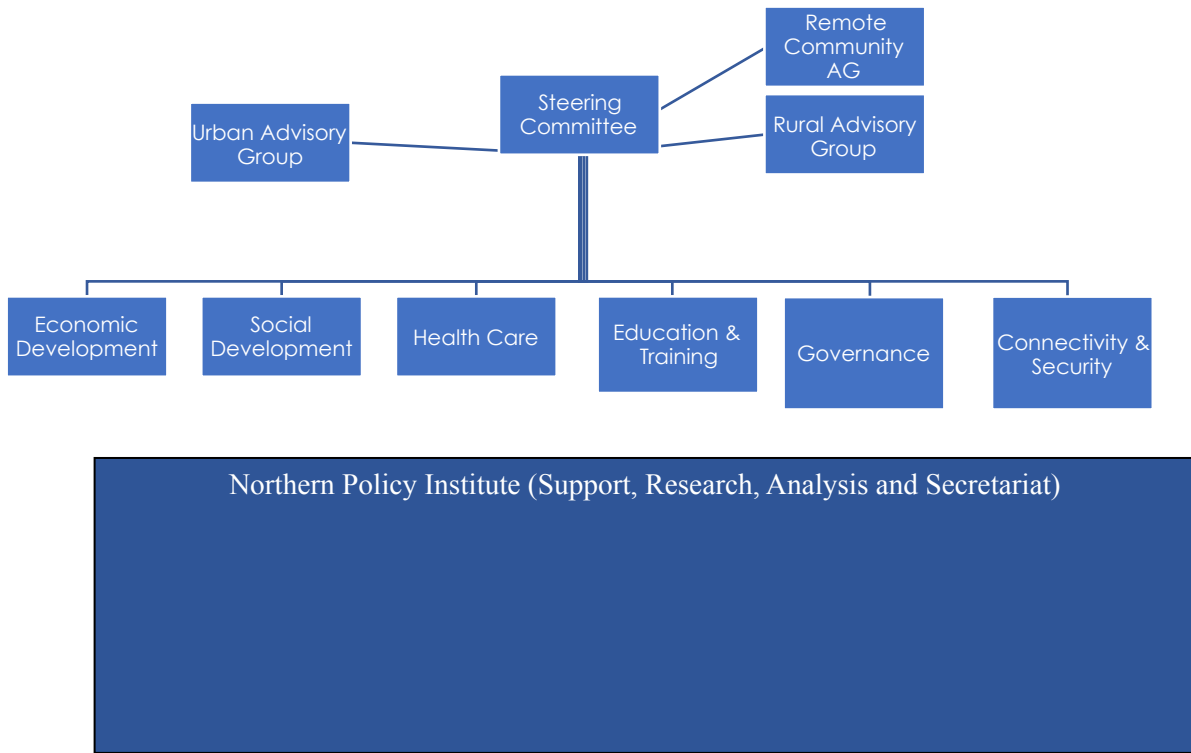 Remote
Community
AG
Steering
Committee
Urban Advisory
Group
Rural Advisory
Group
Economic
Development
Social
Development
Health Care
Education &
Training
Governance
Connectivity &
Security
Northern Policy Institute (Support, Research, Analysis and Secretariat)